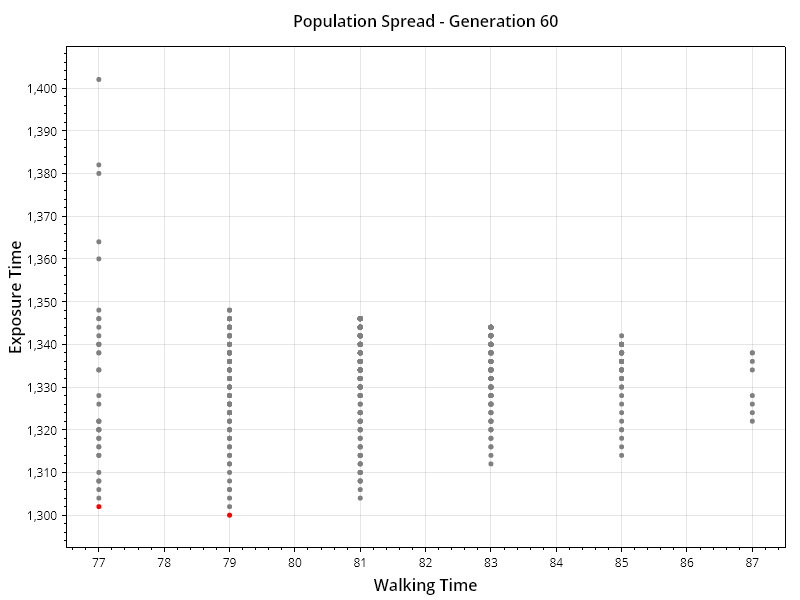 Population Spread - Generation 60
Exposure Time
1,400
1,390
1,380
1,370
1,360
1,350
1,340
1,330
1,320
1,310
1,300
77 79 80 81 82 83 84 85 86 87
Walking Time